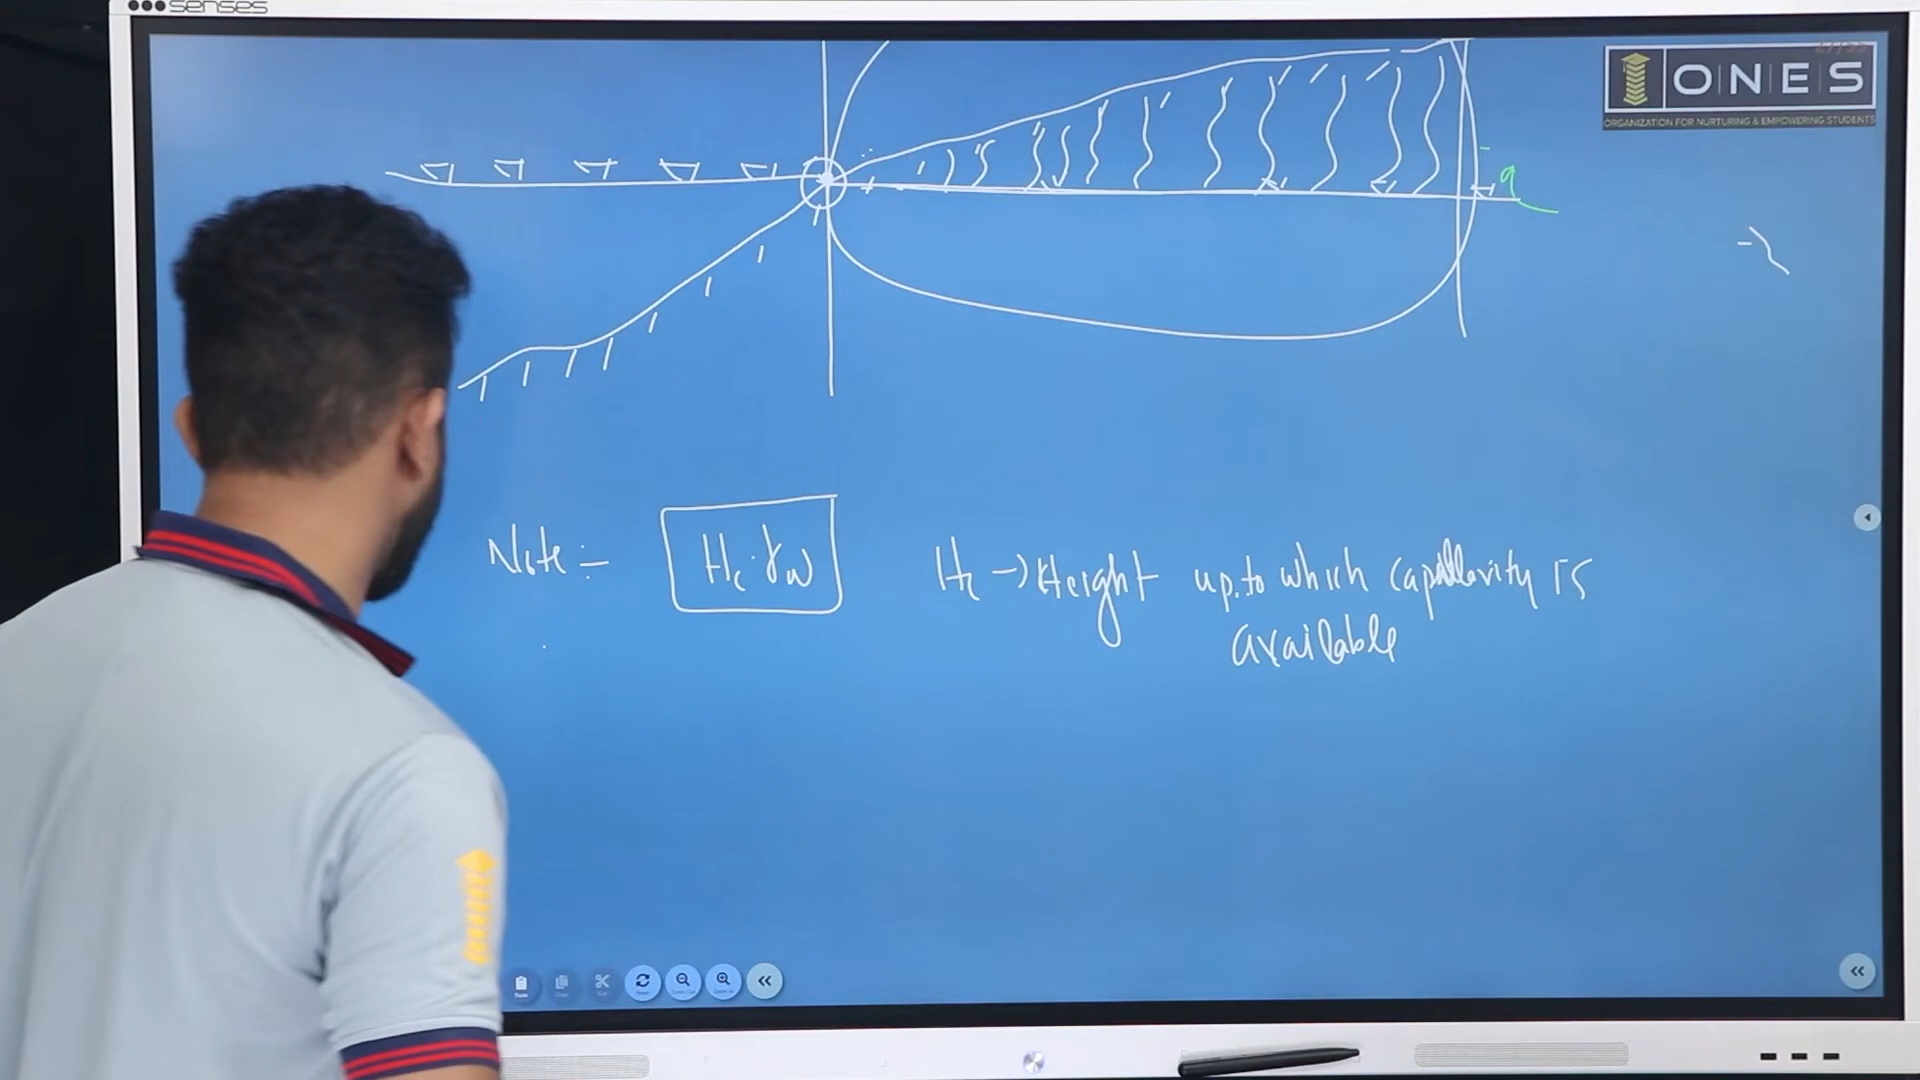 senses
ONES
ORGANIZATION FOR NURTURING & EMPOWERING STUDENTS
q
Note :- Hc.γw Hc → Height up.to which capillarity is
available